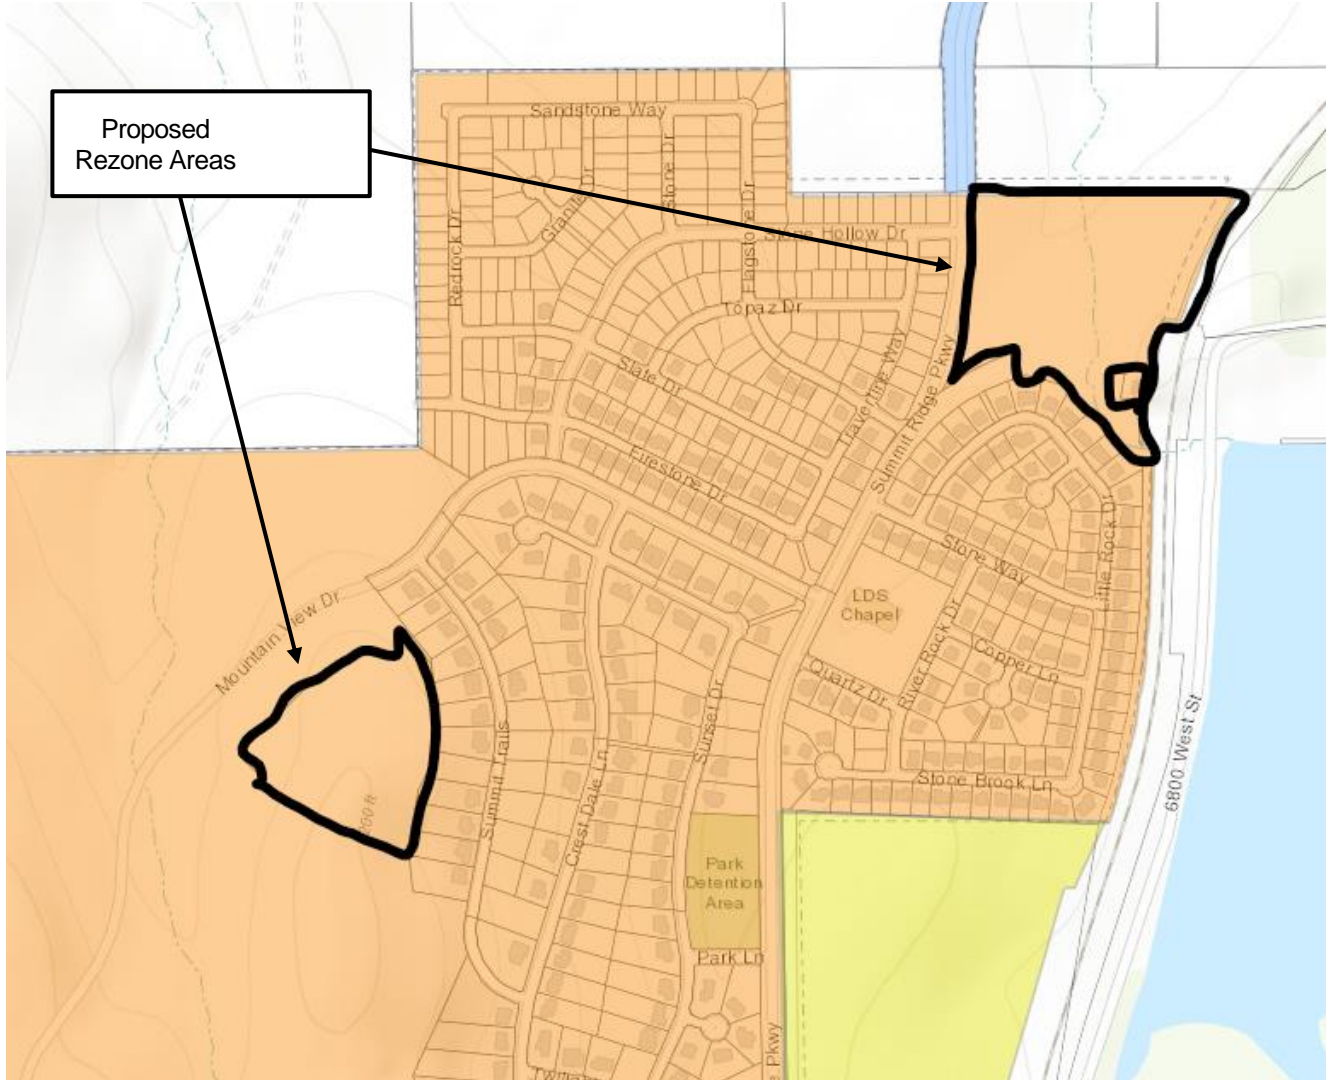 Proposed
Rezone Areas
Sandstone Way
Stone Dr
Granite Dr
Redrock Dr
Flagstone Dr
Stone Hollow Dr
Topaz Dr
Slate Dr
Travertine Way
Summit Ridge Pkwy
Firestone Dr
Stone Way
Little Rock Dr
LDS
Chapel
Mountain View Dr
River Rock Dr
Copper Ln
Quartz Dr
Sunset Dr
Summit Trails
Crest Dale Ln
Stone Brook Ln
6800 West St
200 ft
Park
Detention
Area
Park Ln
Pkwy